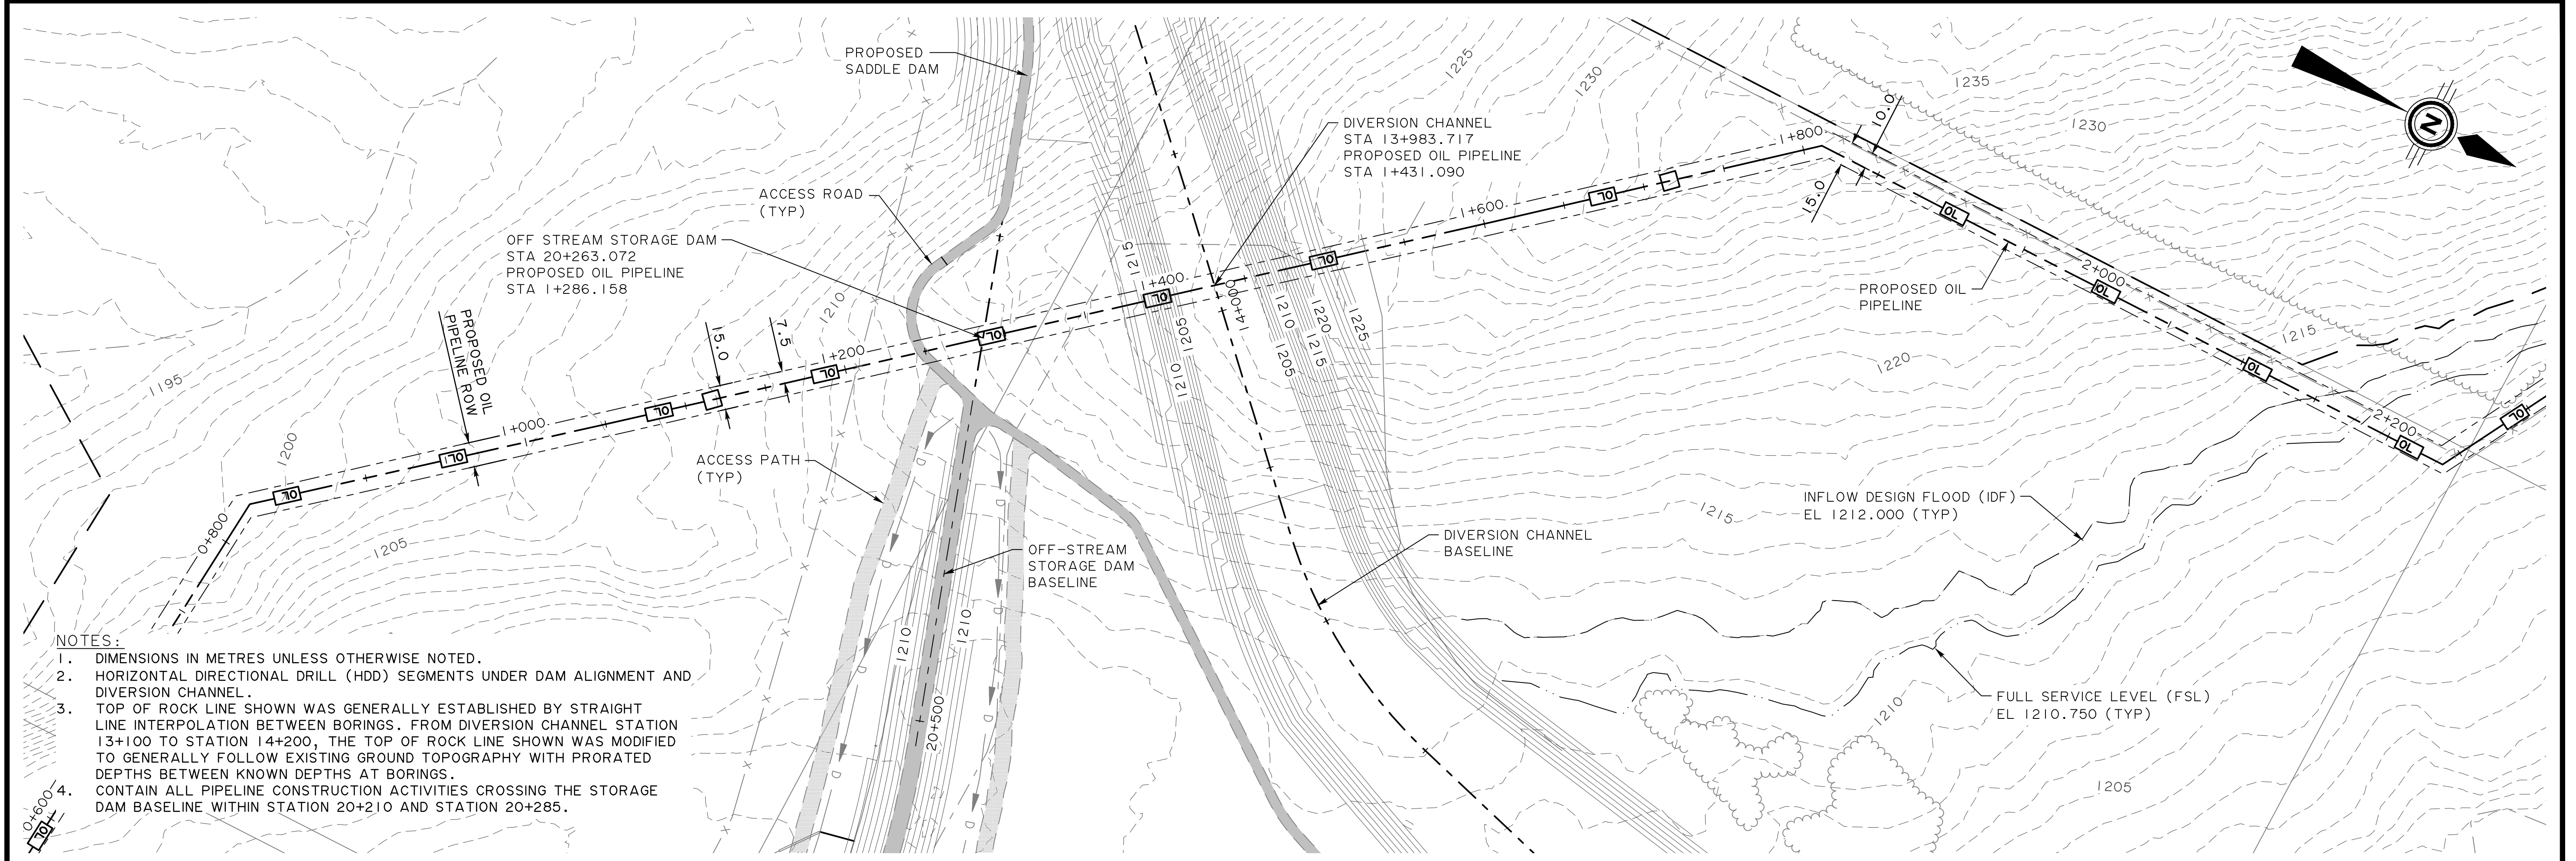 PROPOSED
SADDLE DAM
ACCESS ROAD
(TYP)
OFF STREAM STORAGE DAM
STA 20+263.072
PROPOSED OIL PIPELINE
STA 1+286.158
DIVERSION CHANNEL
STA 13+983.717
PROPOSED OIL PIPELINE
STA 1+431.090
1225
1230
1235
1230
10.0
15.0
1+800
N
PROPOSED OIL
PIPELINE ROW
15.0
7.5
1210
1+200
1+400
1+600
1215
1205
1210
14+000
1210
1205
1220
1215
1225
OL
OL
OL
OL
OL
OL
OL
OL
OL
OL
OL
OL
OL
OL
PROPOSED OIL
PIPELINE
2+000
1215
1220
2+200
1195
1200
1+000
0+800
1205
ACCESS PATH
(TYP)
OFF-STREAM
STORAGE DAM
BASELINE
DIVERSION CHANNEL
BASELINE
1215
INFLOW DESIGN FLOOD (IDF)
EL 1212.000 (TYP)
FULL SERVICE LEVEL (FSL)
EL 1210.750 (TYP)
1210
1205
1210
1210
20+500
D
D
D
D
D
D
D
D
D
NOTES:
1. DIMENSIONS IN METRES UNLESS OTHERWISE NOTED.
2. HORIZONTAL DIRECTIONAL DRILL (HDD) SEGMENTS UNDER DAM ALIGNMENT AND
DIVERSION CHANNEL.
3. TOP OF ROCK LINE SHOWN WAS GENERALLY ESTABLISHED BY STRAIGHT
LINE INTERPOLATION BETWEEN BORINGS. FROM DIVERSION CHANNEL STATION
13+100 TO STATION 14+200, THE TOP OF ROCK LINE SHOWN WAS MODIFIED
TO GENERALLY FOLLOW EXISTING GROUND TOPOGRAPHY WITH PRORATED
DEPTHS BETWEEN KNOWN DEPTHS AT BORINGS.
4. CONTAIN ALL PIPELINE CONSTRUCTION ACTIVITIES CROSSING THE STORAGE
DAM BASELINE WITHIN STATION 20+210 AND STATION 20+285.
0+600